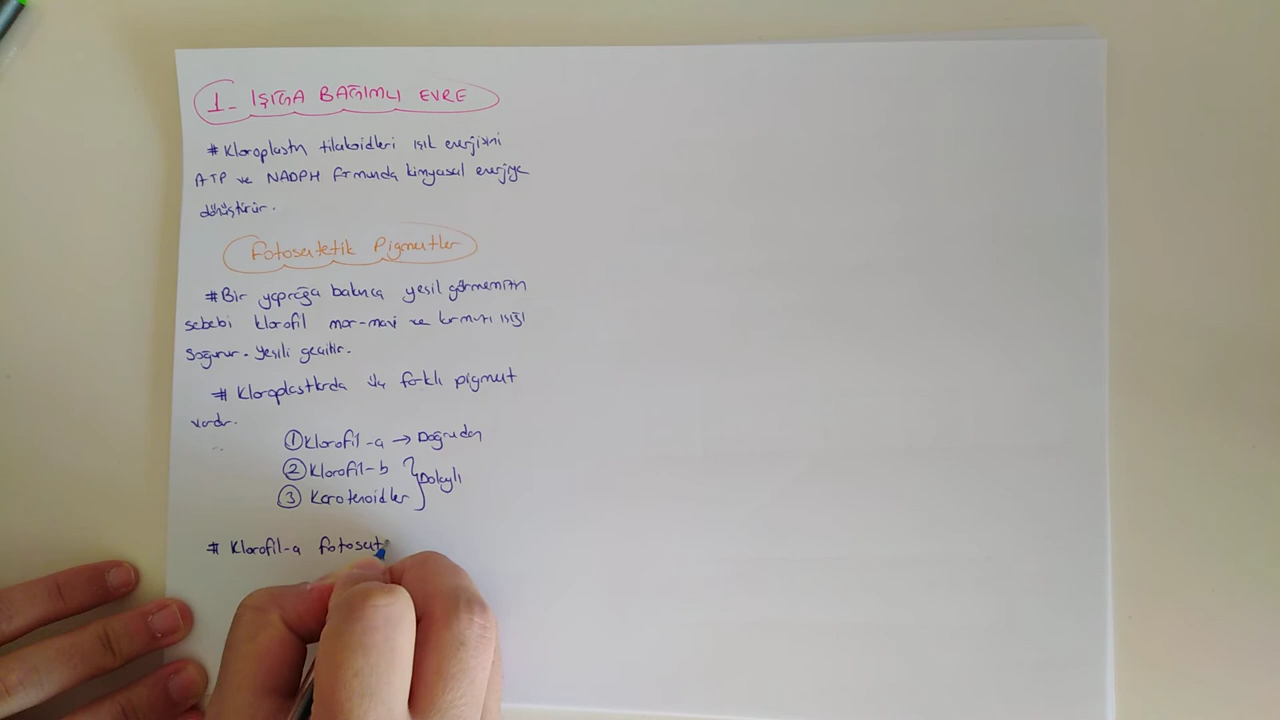 1- IŞIĞA BAĞIMLI EVRE
# Kloroplastın tilakoidleri ışık enerjisini
ATP ve NADPH formunda kimyasal enerjiye
dönüştürür.
Fotosentetik Pigmentler
# Bir yaprağa bakınca yeşil görmemizin
sebebi klorofil mor-mavi ve kırmızı ışığı
soğurur. Yeşili geçirir.
# Kloroplastlarda üç farklı pigment
vardır.
① Klorofil-a → Doğrudan
② Klorofil-b
③ Karotenoidler } Dolaylı
# Klorofil-a fotosent